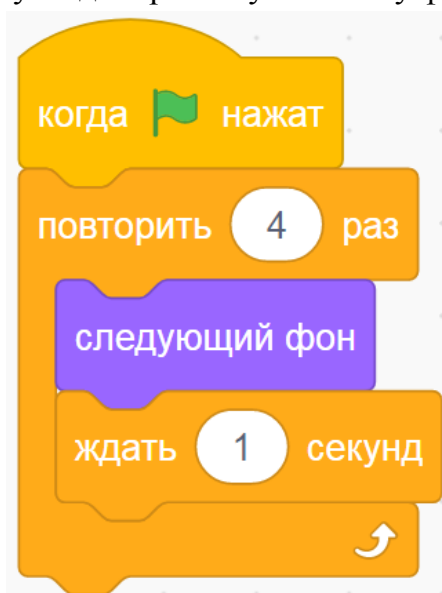 когда нажат
повторить 4 раз
следующий фон
ждать 1 секунд